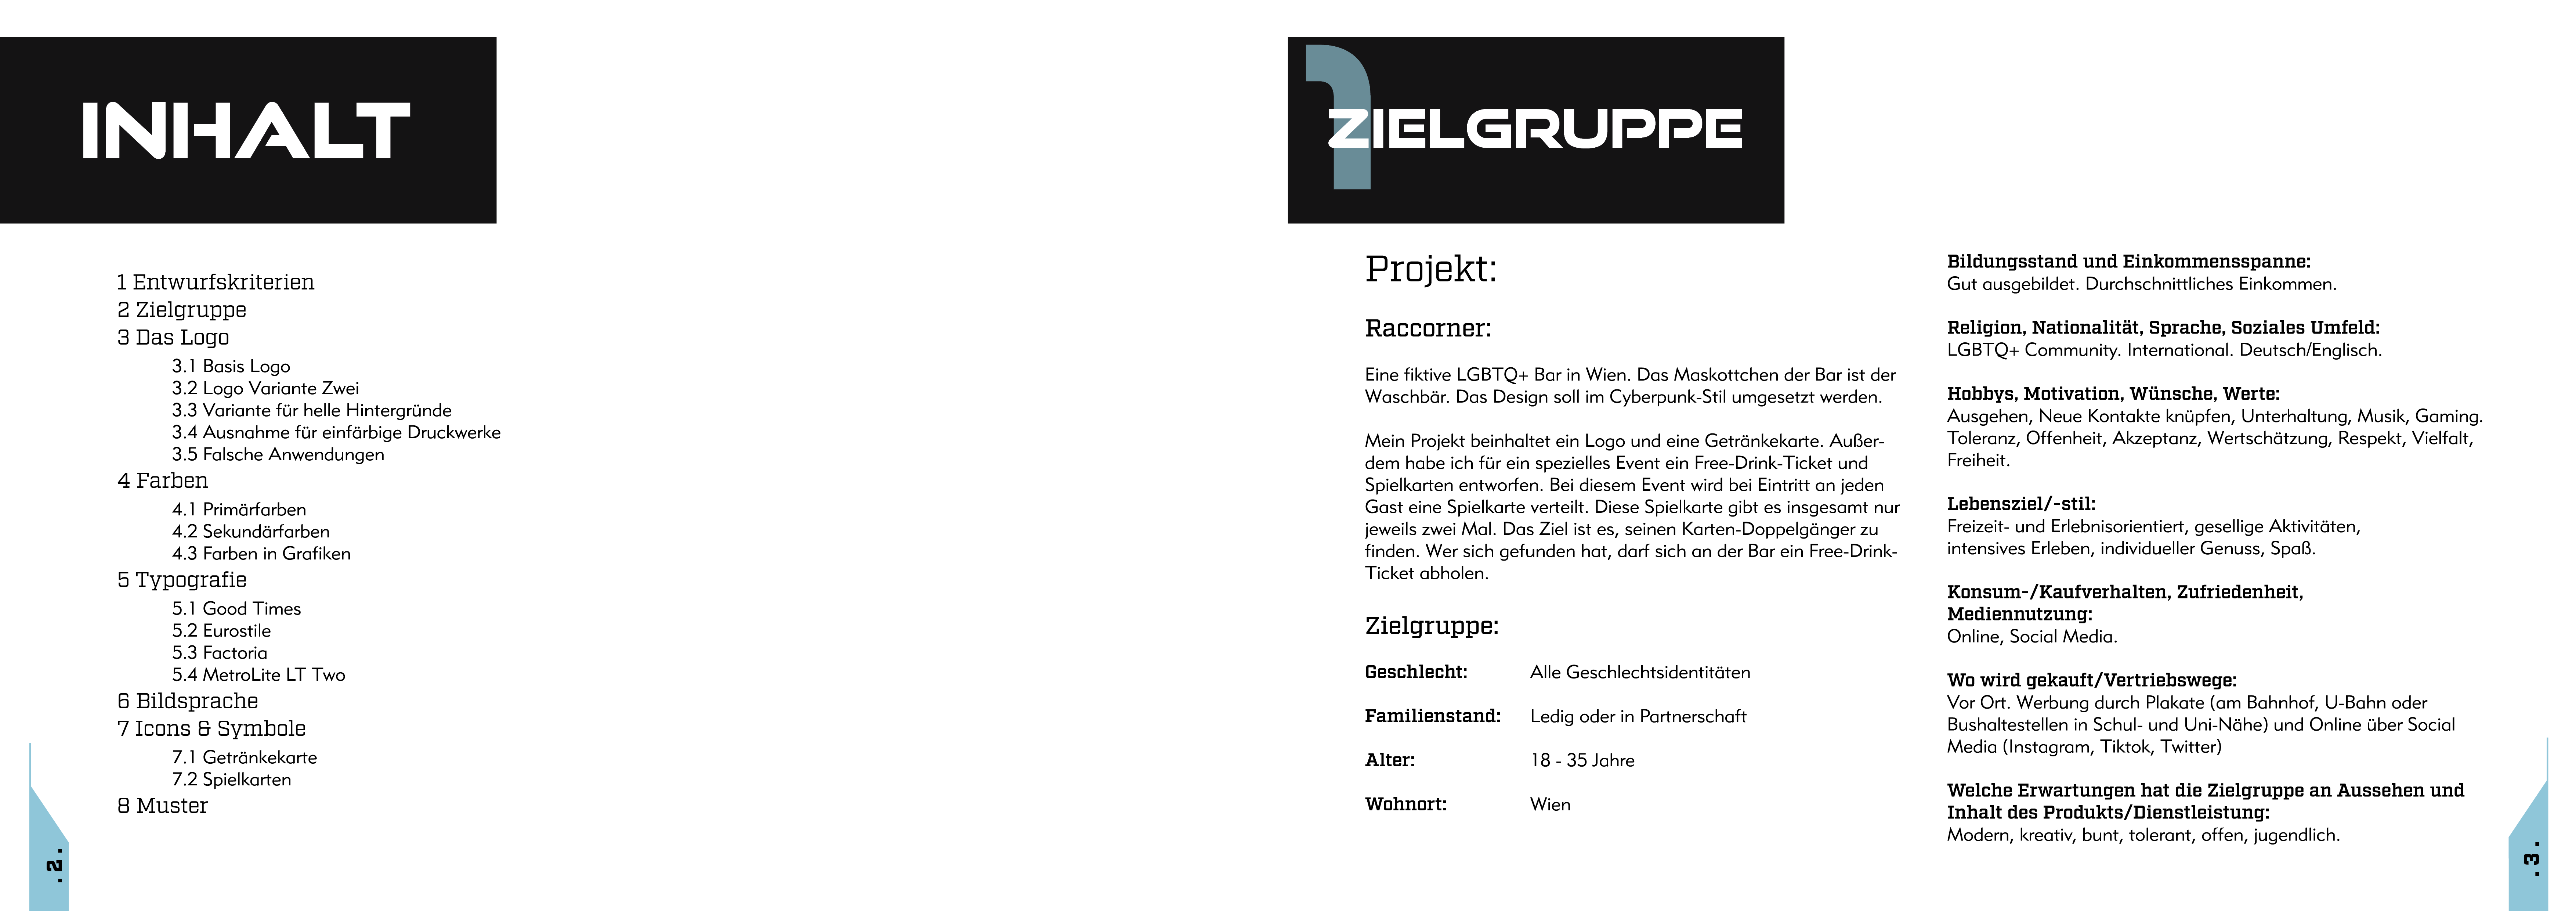 INHALT
1 Entwurfskriterien
2 Zielgruppe
3 Das Logo
3.1 Basis Logo
3.2 Logo Variante Zwei
3.3 Variante für helle Hintergründe
3.4 Ausnahme für einfärbige Druckwerke
3.5 Falsche Anwendungen
4 Farben
4.1 Primärfarben
4.2 Sekundärfarben
4.3 Farben in Grafiken
5 Typografie
5.1 Good Times
5.2 Eurostile
5.3 Factoria
5.4 MetroLite LT Two
6 Bildsprache
7 Icons & Symbole
7.1 Getränkekarte
7.2 Spielkarten
8 Muster
. 2 .
1
ZIELGRUPPE
Projekt:
Raccorner:
Eine fiktive LGBTQ+ Bar in Wien. Das Maskottchen der Bar ist der
Waschbär. Das Design soll im Cyberpunk-Stil umgesetzt werden.
Mein Projekt beinhaltet ein Logo und eine Getränkekarte. Außer-
dem habe ich für ein spezielles Event ein Free-Drink-Ticket und
Spielkarten entworfen. Bei diesem Event wird bei Eintritt an jeden
Gast eine Spielkarte verteilt. Diese Spielkarte gibt es insgesamt nur
jeweils zwei Mal. Das Ziel ist es, seinen Karten-Doppelgänger zu
finden. Wer sich gefunden hat, darf sich an der Bar ein Free-Drink-
Ticket abholen.
Zielgruppe:
Geschlecht: Alle Geschlechtsidentitäten
Familienstand: Ledig oder in Partnerschaft
Alter: 18 - 35 Jahre
Wohnort: Wien
Bildungsstand und Einkommensspanne:
Gut ausgebildet. Durchschnittliches Einkommen.
Religion, Nationalität, Sprache, Soziales Umfeld:
LGBTQ+ Community. International. Deutsch/Englisch.
Hobbys, Motivation, Wünsche, Werte:
Ausgehen, Neue Kontakte knüpfen, Unterhaltung, Musik, Gaming.
Toleranz, Offenheit, Akzeptanz, Wertschätzung, Respekt, Vielfalt,
Freiheit.
Lebensziel/-stil:
Freizeit- und Erlebnisorientiert, gesellige Aktivitäten,
intensives Erleben, individueller Genuss, Spaß.
Konsum-/Kaufverhalten, Zufriedenheit,
Mediennutzung:
Online, Social Media.
Wo wird gekauft/Vertriebswege:
Vor Ort. Werbung durch Plakate (am Bahnhof, U-Bahn oder
Bushaltestellen in Schul- und Uni-Nähe) und Online über Social
Media (Instagram, Tiktok, Twitter)
Welche Erwartungen hat die Zielgruppe an Aussehen und
Inhalt des Produkts/Dienstleistung:
Modern, kreativ, bunt, tolerant, offen, jugendlich.
. 3 .